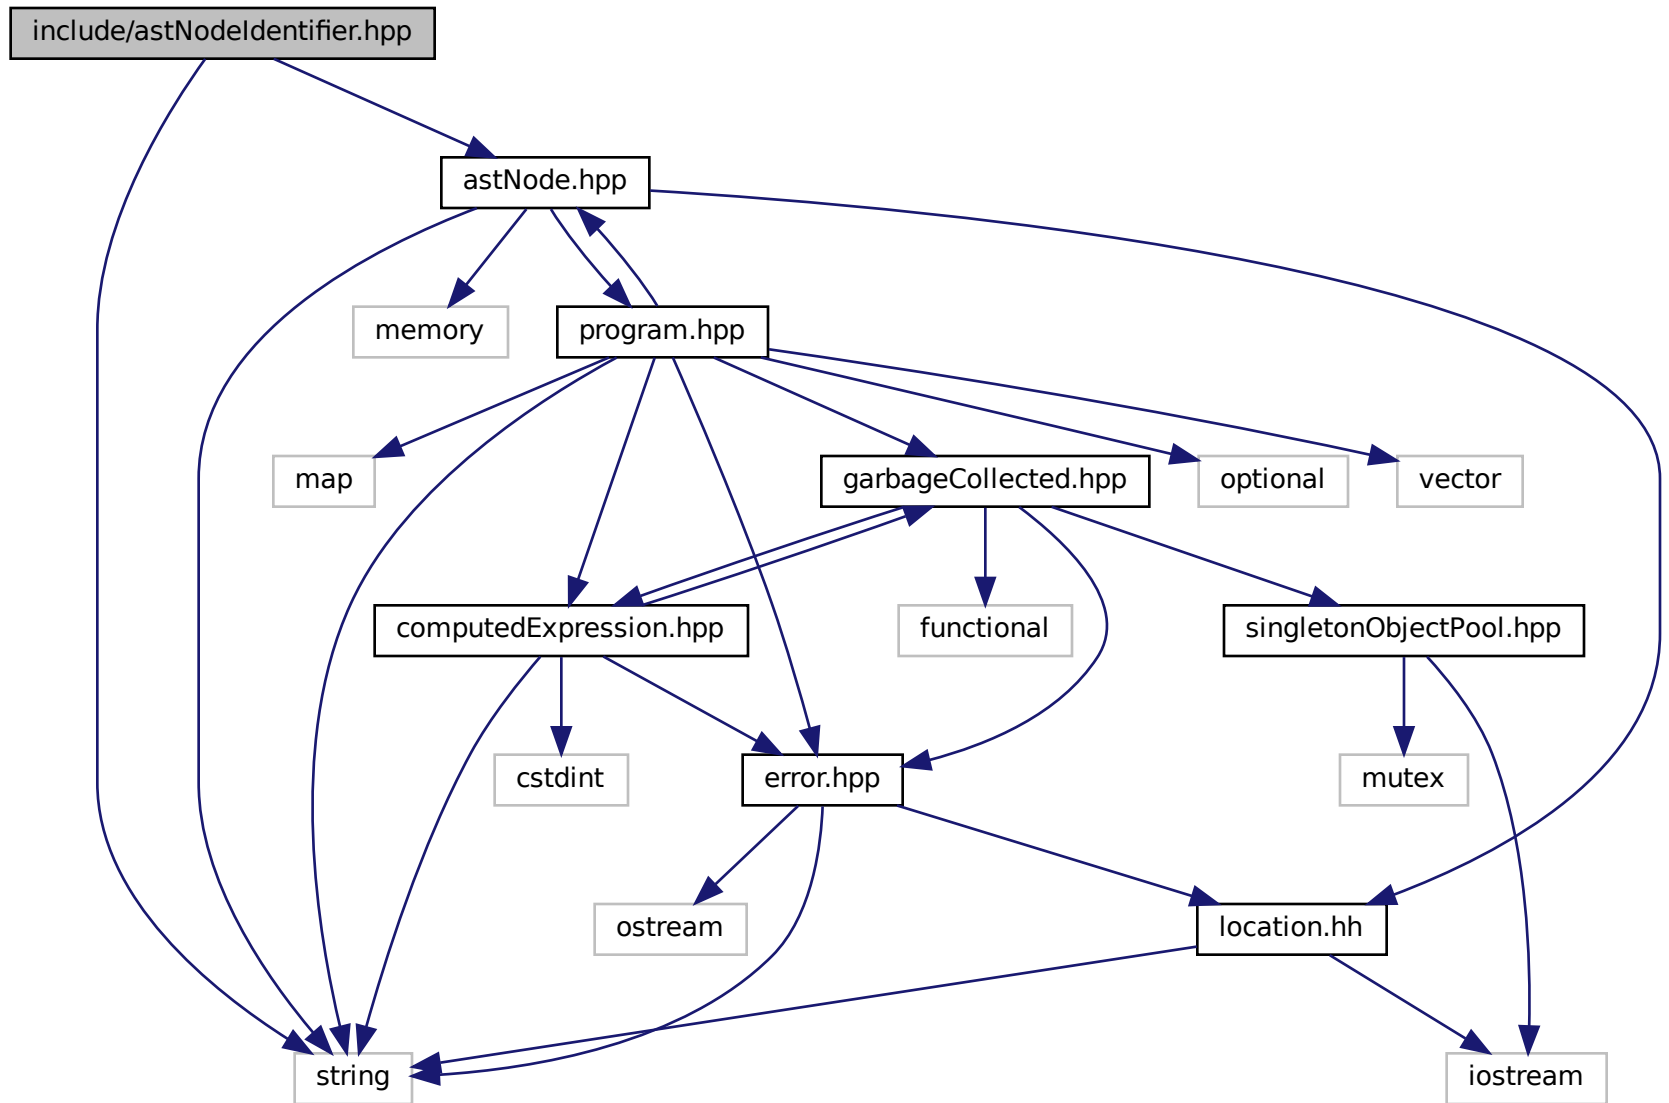 include/astNodeIdentifier.hpp
astNode.hpp
memory
program.hpp
map
garbageCollected.hpp
optional
vector
computedExpression.hpp
functional
singletonObjectPool.hpp
cstdint
error.hpp
mutex
ostream
location.hh
string
iostream